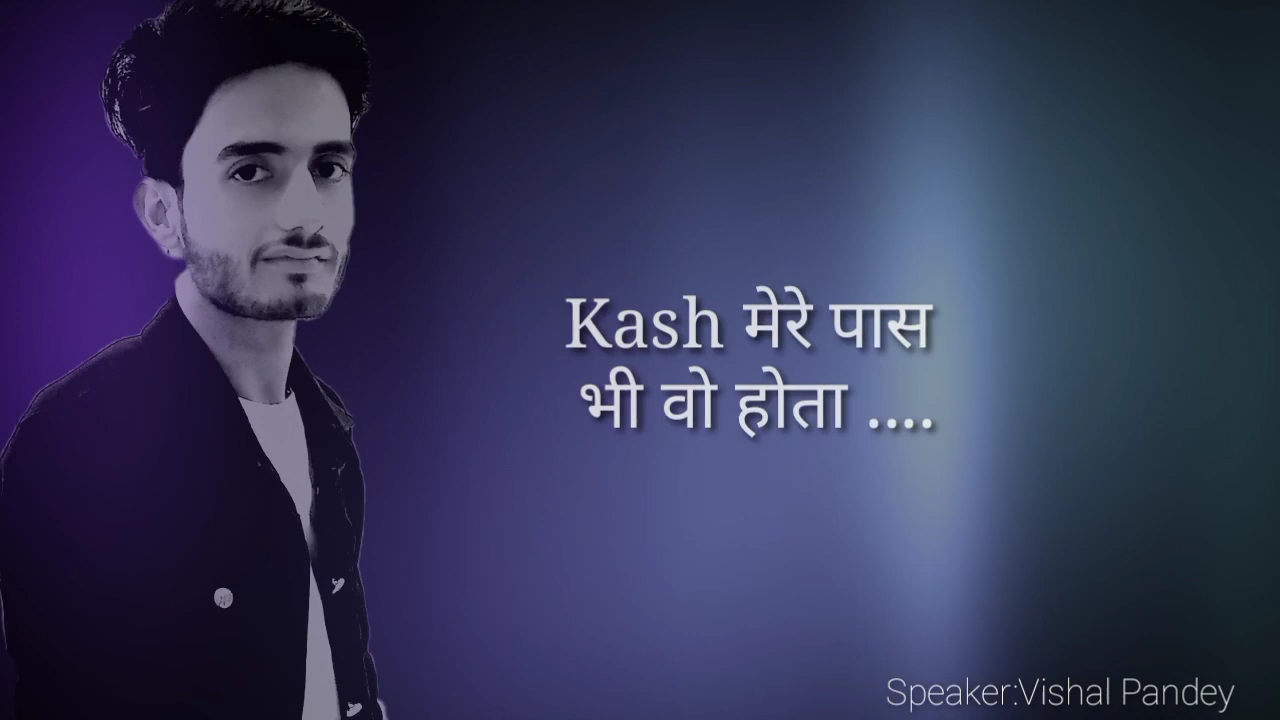 Kash मेरे पास
भी वो होता ....
Speaker:Vishal Pandey